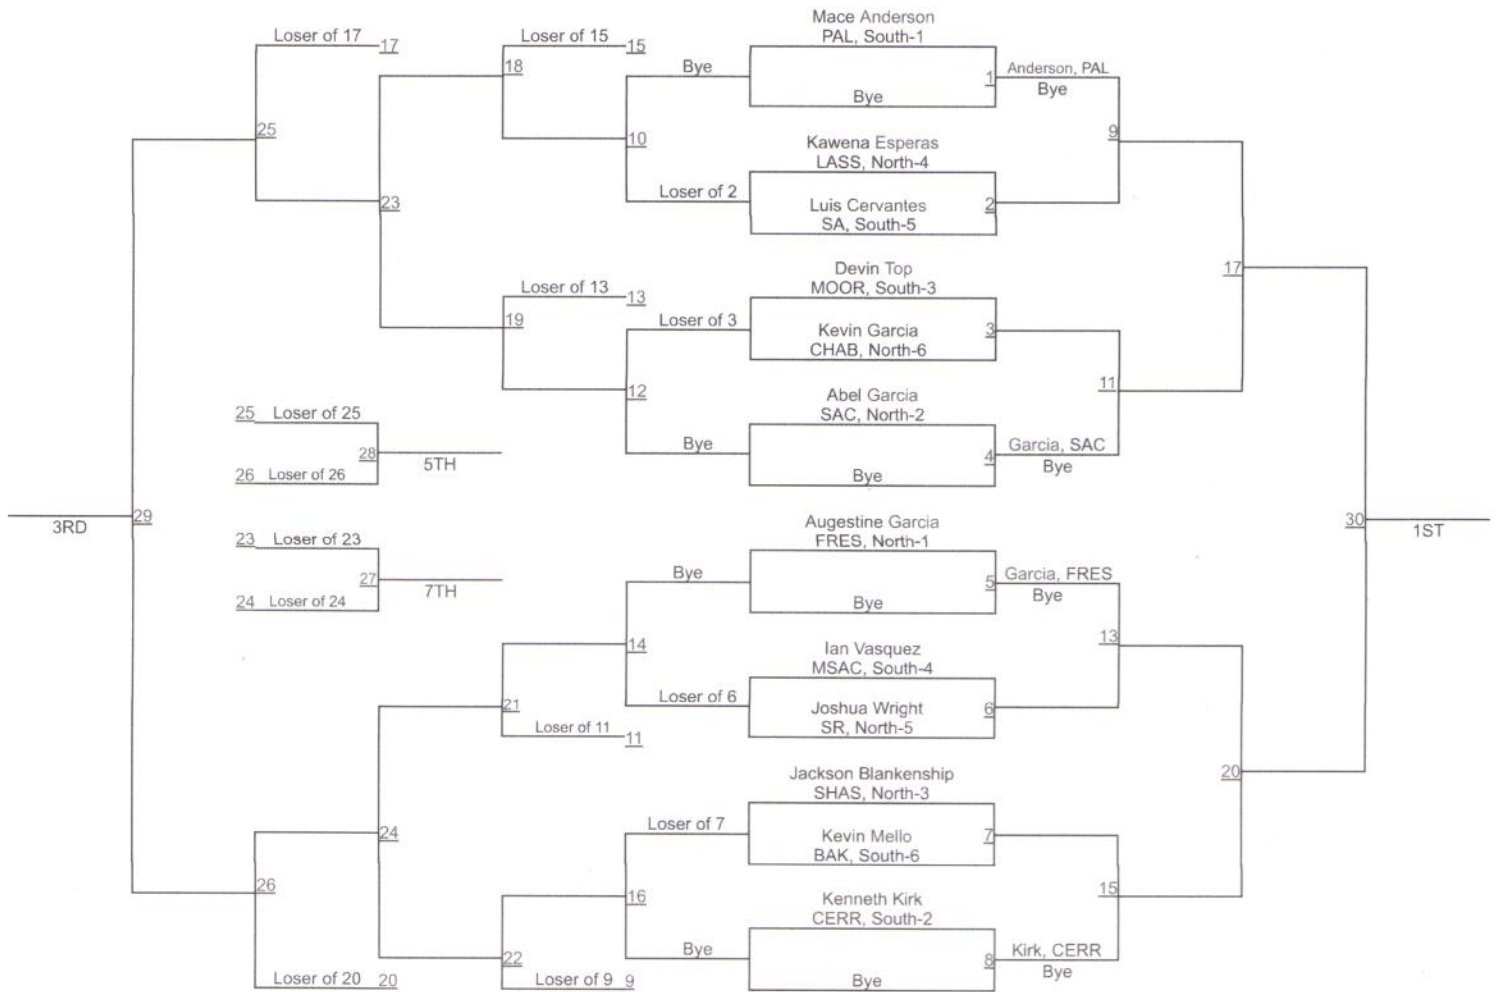 Mace Anderson
PAL, South-1
Loser of 17 17
Loser of 15 15
18
Bye
1
Anderson, PAL
Bye
Bye
25
10
9
Kawena Esperas
LASS, North-4
Loser of 2
23
Luis Cervantes
SA, South-5
2
Devin Top
MOOR, South-3
17
Loser of 13 13
19
Loser of 3
Kevin Garcia
CHAB, North-6
3
12
11
Abel Garcia
SAC, North-2
25 Loser of 25
28
5TH
26 Loser of 26
Bye
4
Garcia, SAC
Bye
Bye
29
3RD
30
1ST
Augestine Garcia
FRES, North-1
23 Loser of 23
27
7TH
24 Loser of 24
Bye
5
Garcia, FRES
Bye
Bye
14
13
Ian Vasquez
MSAC, South-4
Loser of 6
21
Joshua Wright
SR, North-5
6
Loser of 11 11
Jackson Blankenship
SHAS, North-3
20
Loser of 7
24
Kevin Mello
BAK, South-6
7
26
16
15
Kenneth Kirk
CERR, South-2
Bye
22
8
Kirk, CERR
Bye
Loser of 20 20
Loser of 9 9
Bye